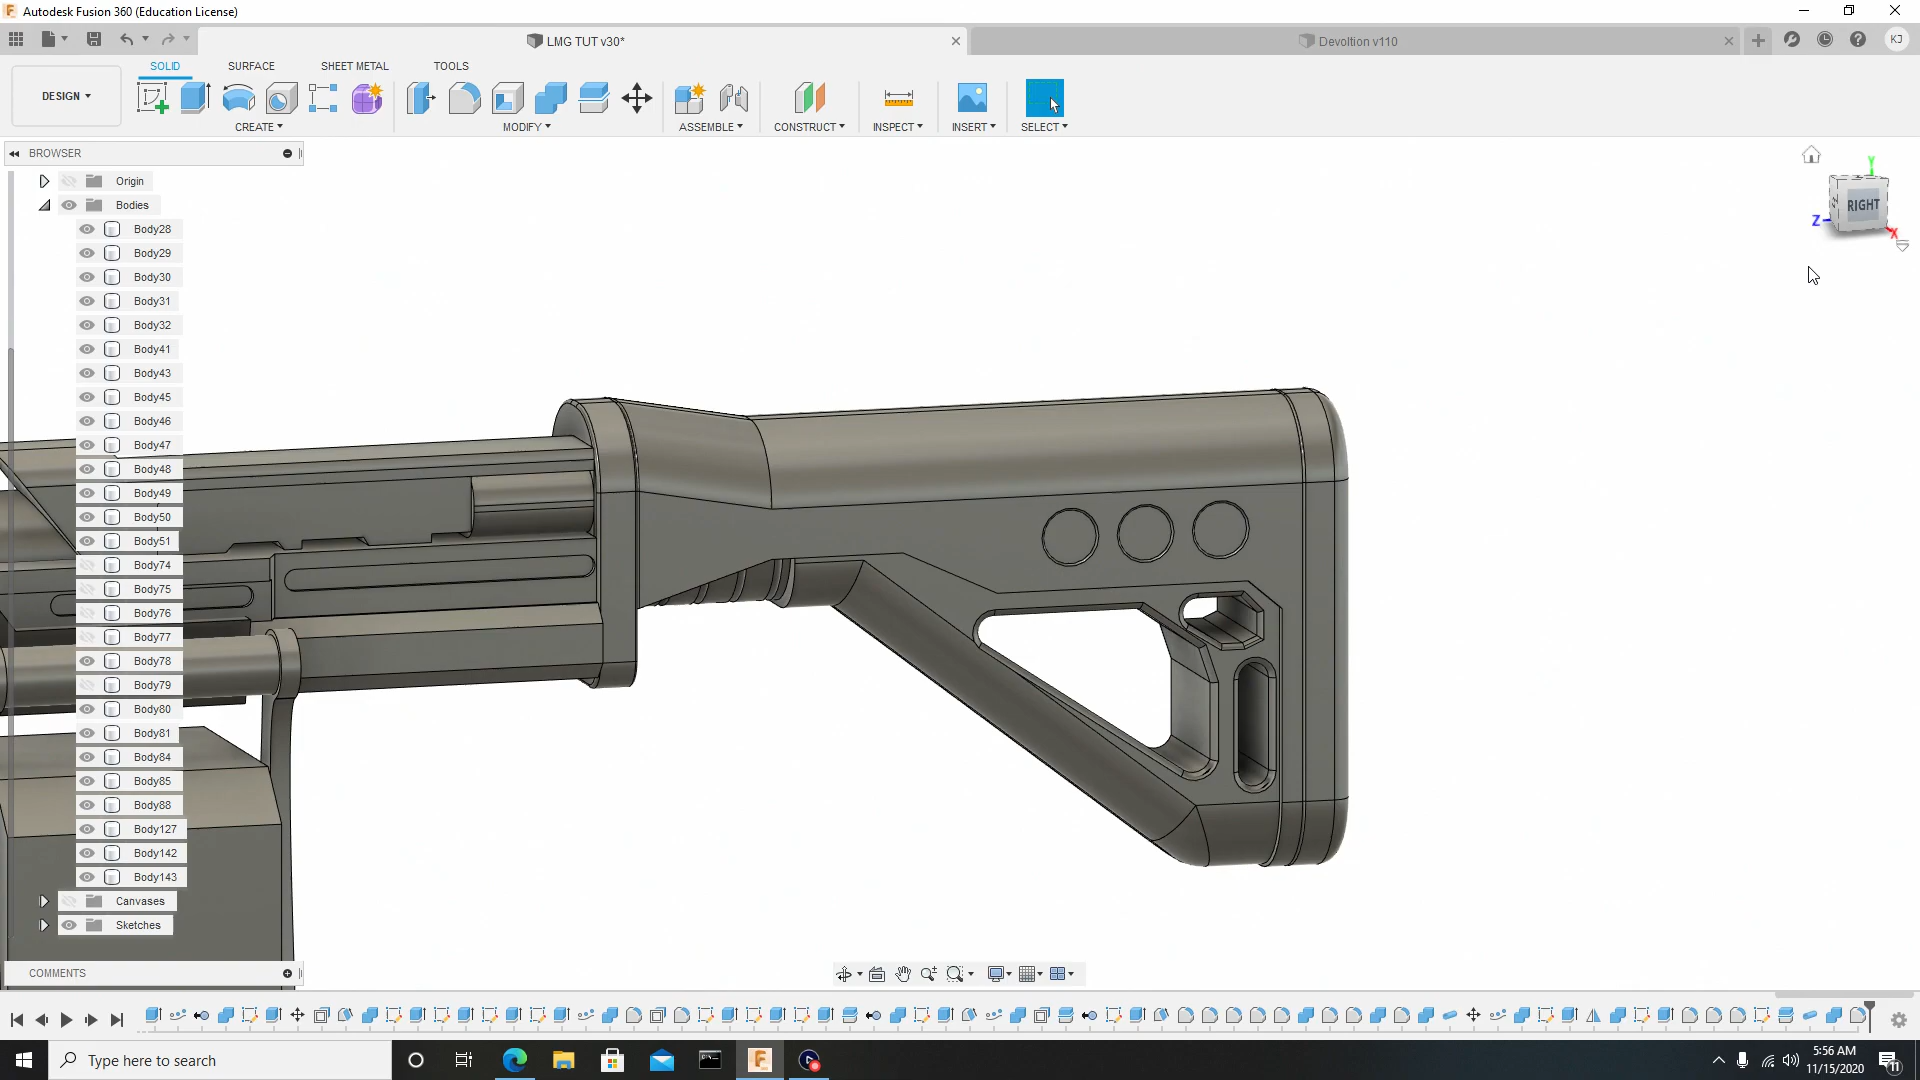 Autodesk Fusion 360 (Education License)
LMG TUT v30*
Devoltion v110
KJ
DESIGN
SOLID
SURFACE
SHEET METAL
TOOLS
CREATE
MODIFY
ASSEMBLE
CONSTRUCT
INSPECT
INSERT
SELECT
BROWSER
Origin
Bodies
Body28
Body29
Body30
Body31
Body32
Body41
Body43
Body45
Body46
Body47
Body48
Body49
Body50
Body51
Body74
Body75
Body76
Body77
Body78
Body79
Body80
Body81
Body84
Body85
Body88
Body127
Body142
Body143
Canvases
Sketches
Y
RIGHT
Z
X
COMMENTS
Type here to search
5:56 AM
11/15/2020
11